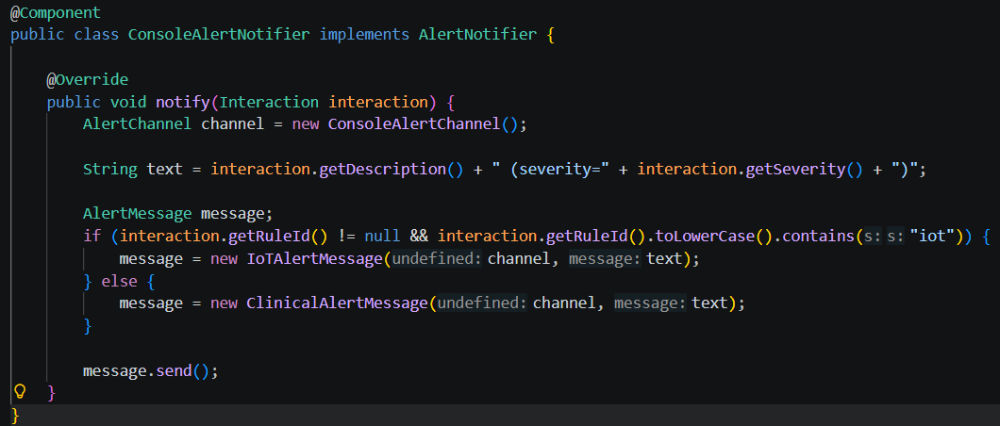 @Component
public class ConsoleAlertNotifier implements AlertNotifier {
@Override
public void notify(Interaction interaction) {
AlertChannel channel = new ConsoleAlertChannel();
String text = interaction.getDescription() + " (severity=" + interaction.getSeverity() + ")";
AlertMessage message;
if (interaction.getRuleId() != null && interaction.getRuleId().toLowerCase().contains(s: s: "iot")) {
message = new IoTAlertMessage(undefined: channel, message: text);
} else {
message = new ClinicalAlertMessage(undefined: channel, message: text);
}
message.send();
}
}